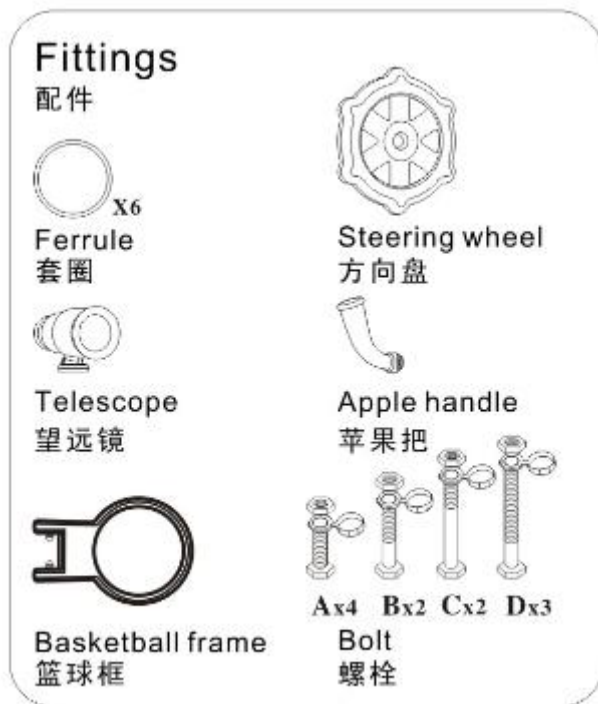 Fittings
配件
X6
Ferrule
套圈
Steering wheel
方向盘
Telescope
望远镜
Apple handle
苹果把
Basketball frame
篮球框
Ax4 Bx2 Cx2 Dx3
Bolt
螺栓